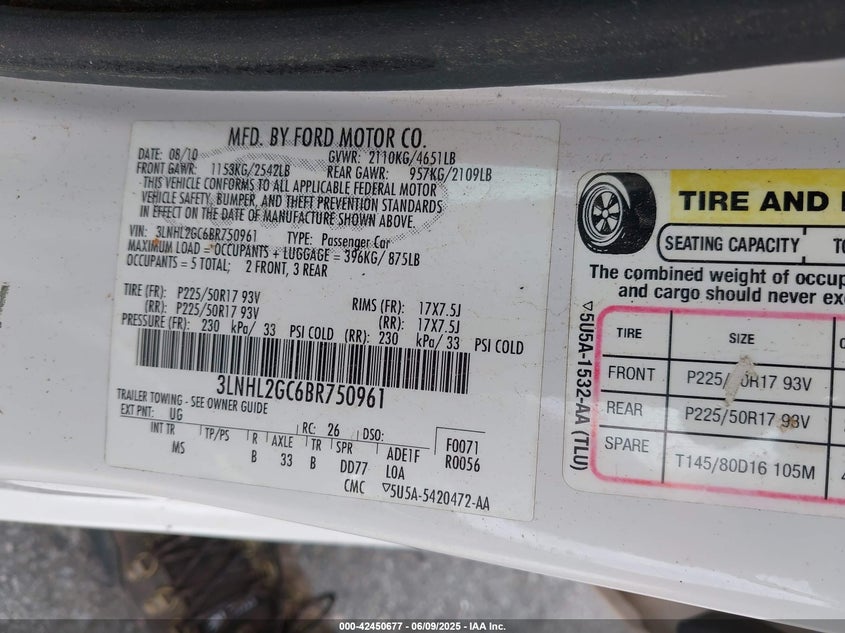 MFD. BY FORD MOTOR CO.
DATE: 08/10 GVWR: 2110KG/4651LB
FRONT GAWR: 1153KG/2542LB REAR GAWR: 957KG/2109LB
THIS VEHICLE CONFORMS TO ALL APPLICABLE FEDERAL MOTOR
VEHICLE SAFETY, BUMPER, AND THEFT PREVENTION STANDARDS
IN EFFECT ON THE DATE OF MANUFACTURE SHOWN ABOVE.
VIN: 3LNHL2GC6BR750961 TYPE: Passenger Car
MAXIMUM LOAD = OCCUPANTS + LUGGAGE = 396KG/ 875LB
OCCUPANTS = 5 TOTAL; 2 FRONT, 3 REAR
TIRE (FR): P225/50R17 93V RIMS (FR): 17X7.5J
(RR): P225/50R17 93V (RR): 17X7.5J
PRESSURE (FR): 230 kPa/ 33 PSI COLD (RR): 230 kPa/ 33 PSI COLD
3LNHL2GC6BR750961
TRAILER TOWING - SEE OWNER GUIDE
EXT PNT: UG RC: 26 DSO: F0071
INT TR TP/PS R AXLE TR SPR ADE1F R0056
MS B 33 B DD77 LOA
CMC ▽5U5A-5420472-AA
TIRE AND
SEATING CAPACITY
The combined weight of
and cargo should never
▽5U5A-1532-AA (TLU)
TIRE SIZE
FRONT P225/50R17 93V
REAR P225/50R17 93V
SPARE T145/80D16 105M
000-42450677 - 06/09/2025 - IAA Inc.